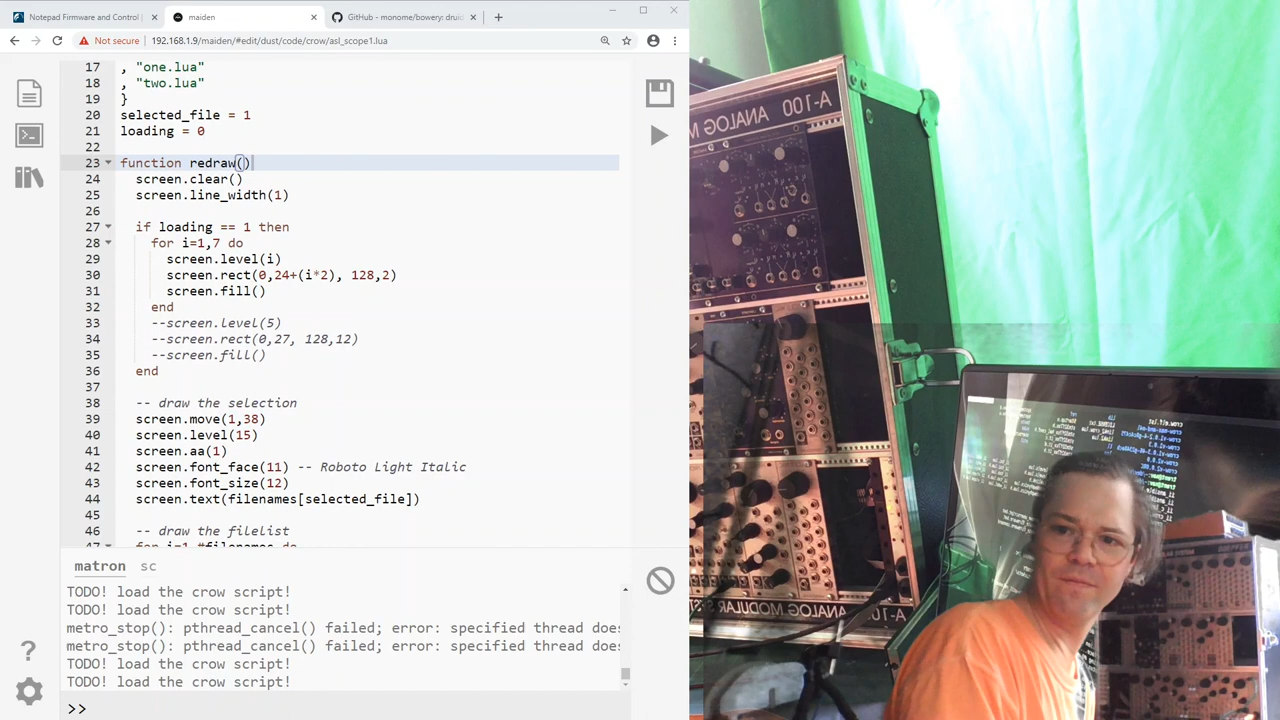 Notepad Firmware and Control |
maiden
GitHub - monome/bowery: druid
Not secure
192.168.1.9/maiden/#edit/dust/code/crow/asl_scope1.lua
17 , "one.lua"
18 , "two.lua"
19 }
20 selected_file = 1
21 loading = 0
22
23 function redraw()
24 screen.clear()
25 screen.line_width(1)
26
27 if loading == 1 then
28 for i=1,7 do
29 screen.level(i)
30 screen.rect(0,24+(i*2), 128,2)
31 screen.fill()
32 end
33 --screen.level(5)
34 --screen.rect(0,27, 128,12)
35 --screen.fill()
36 end
37
38 -- draw the selection
39 screen.move(1,38)
40 screen.level(15)
41 screen.aa(1)
42 screen.font_face(11) -- Roboto Light Italic
43 screen.font_size(12)
44 screen.text(filenames[selected_file])
45
46 -- draw the filelist
47 for i=1,#filenames do
matron sc
TODO! load the crow script!
TODO! load the crow script!
metro_stop(): pthread_cancel() failed; error: specified thread doe
metro_stop(): pthread_cancel() failed; error: specified thread doe
TODO! load the crow script!
TODO! load the crow script!
>>
A-100 ANALOG M
A-100 ANALOG MODULAR SYST